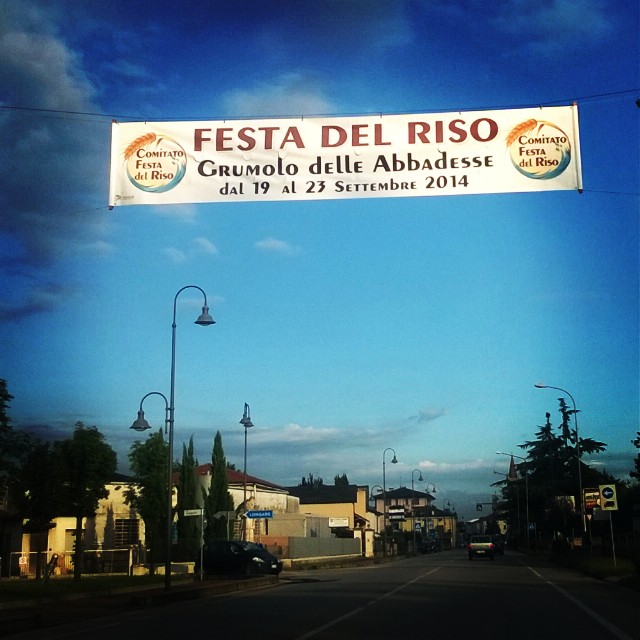 FESTA DEL RISO
Grumolo delle Abbadesse
dal 19 al 23 Settembre 2014
Comitato
Festa
del Riso
Comitato
Festa
del Riso
LONGARE